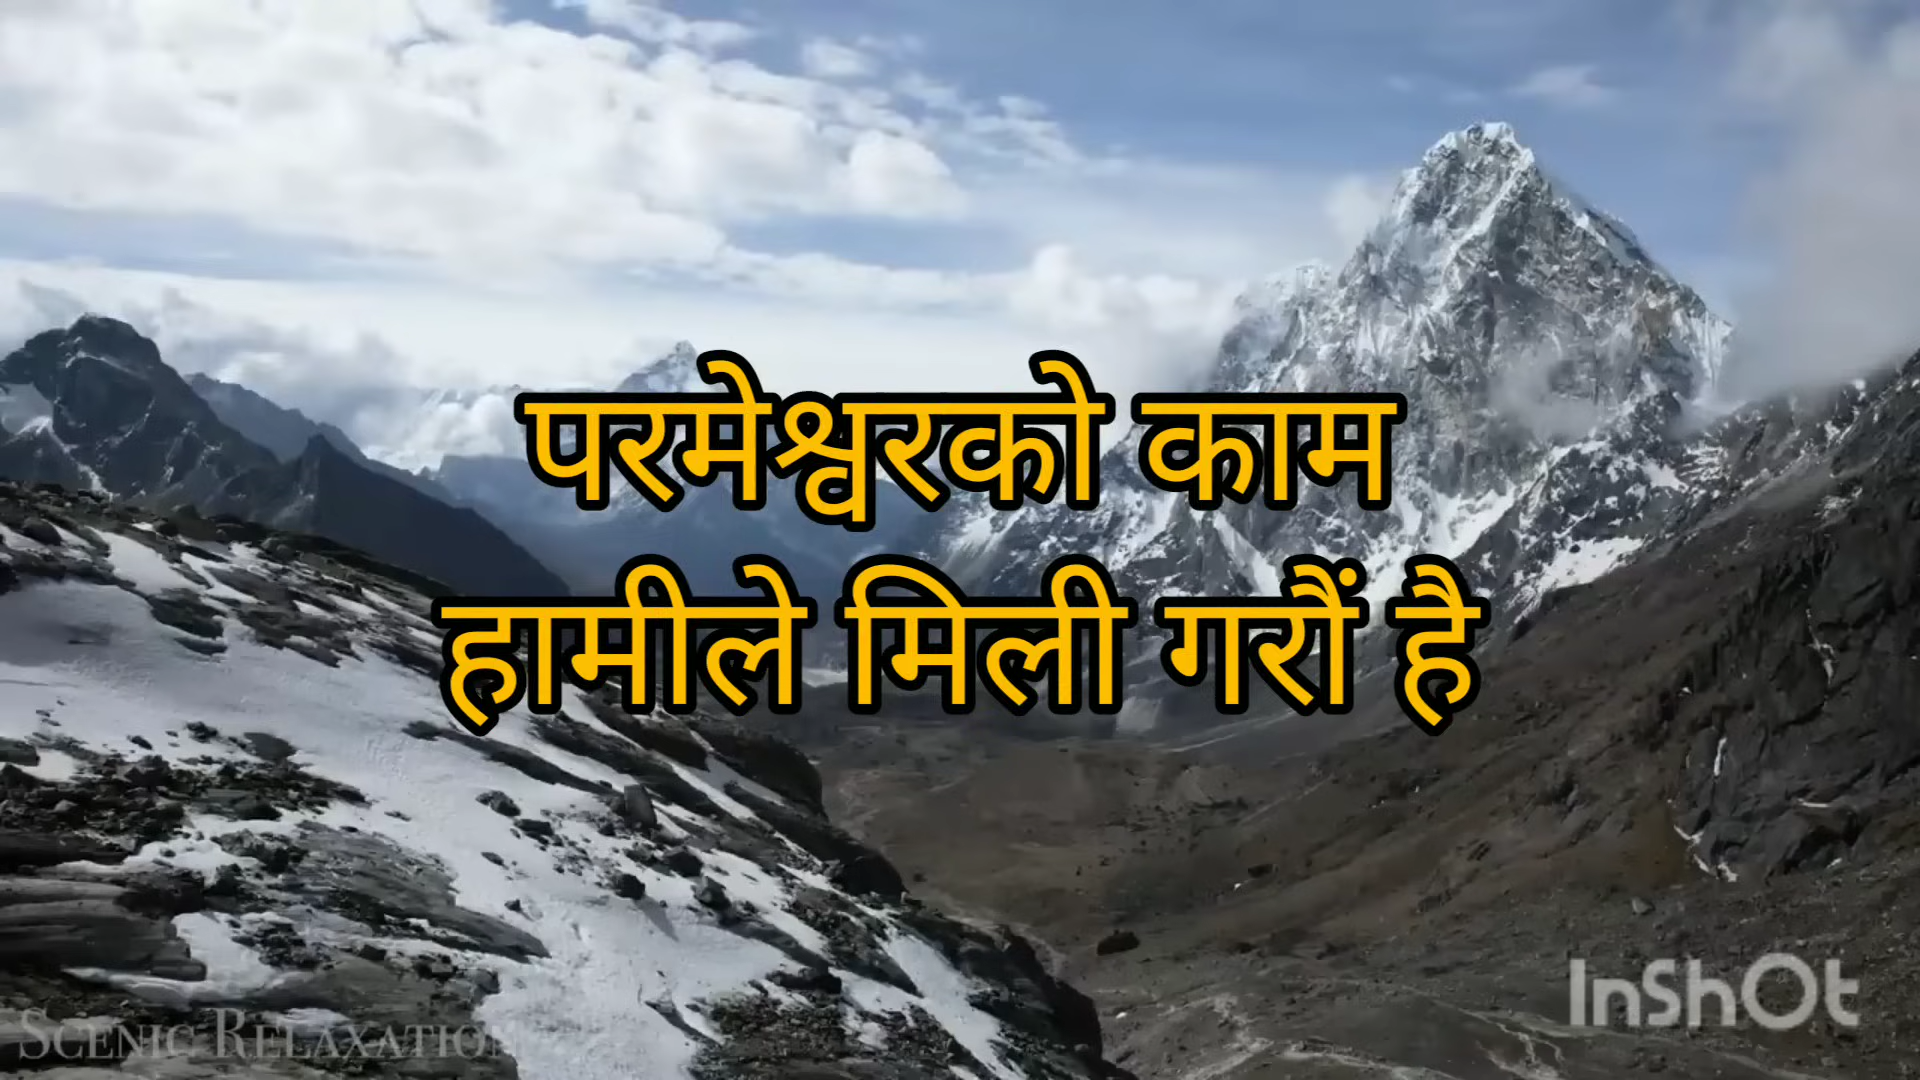 परमेश्वरको काम
हामीले मिली गरौं है
InShOt
Scenic Relaxation